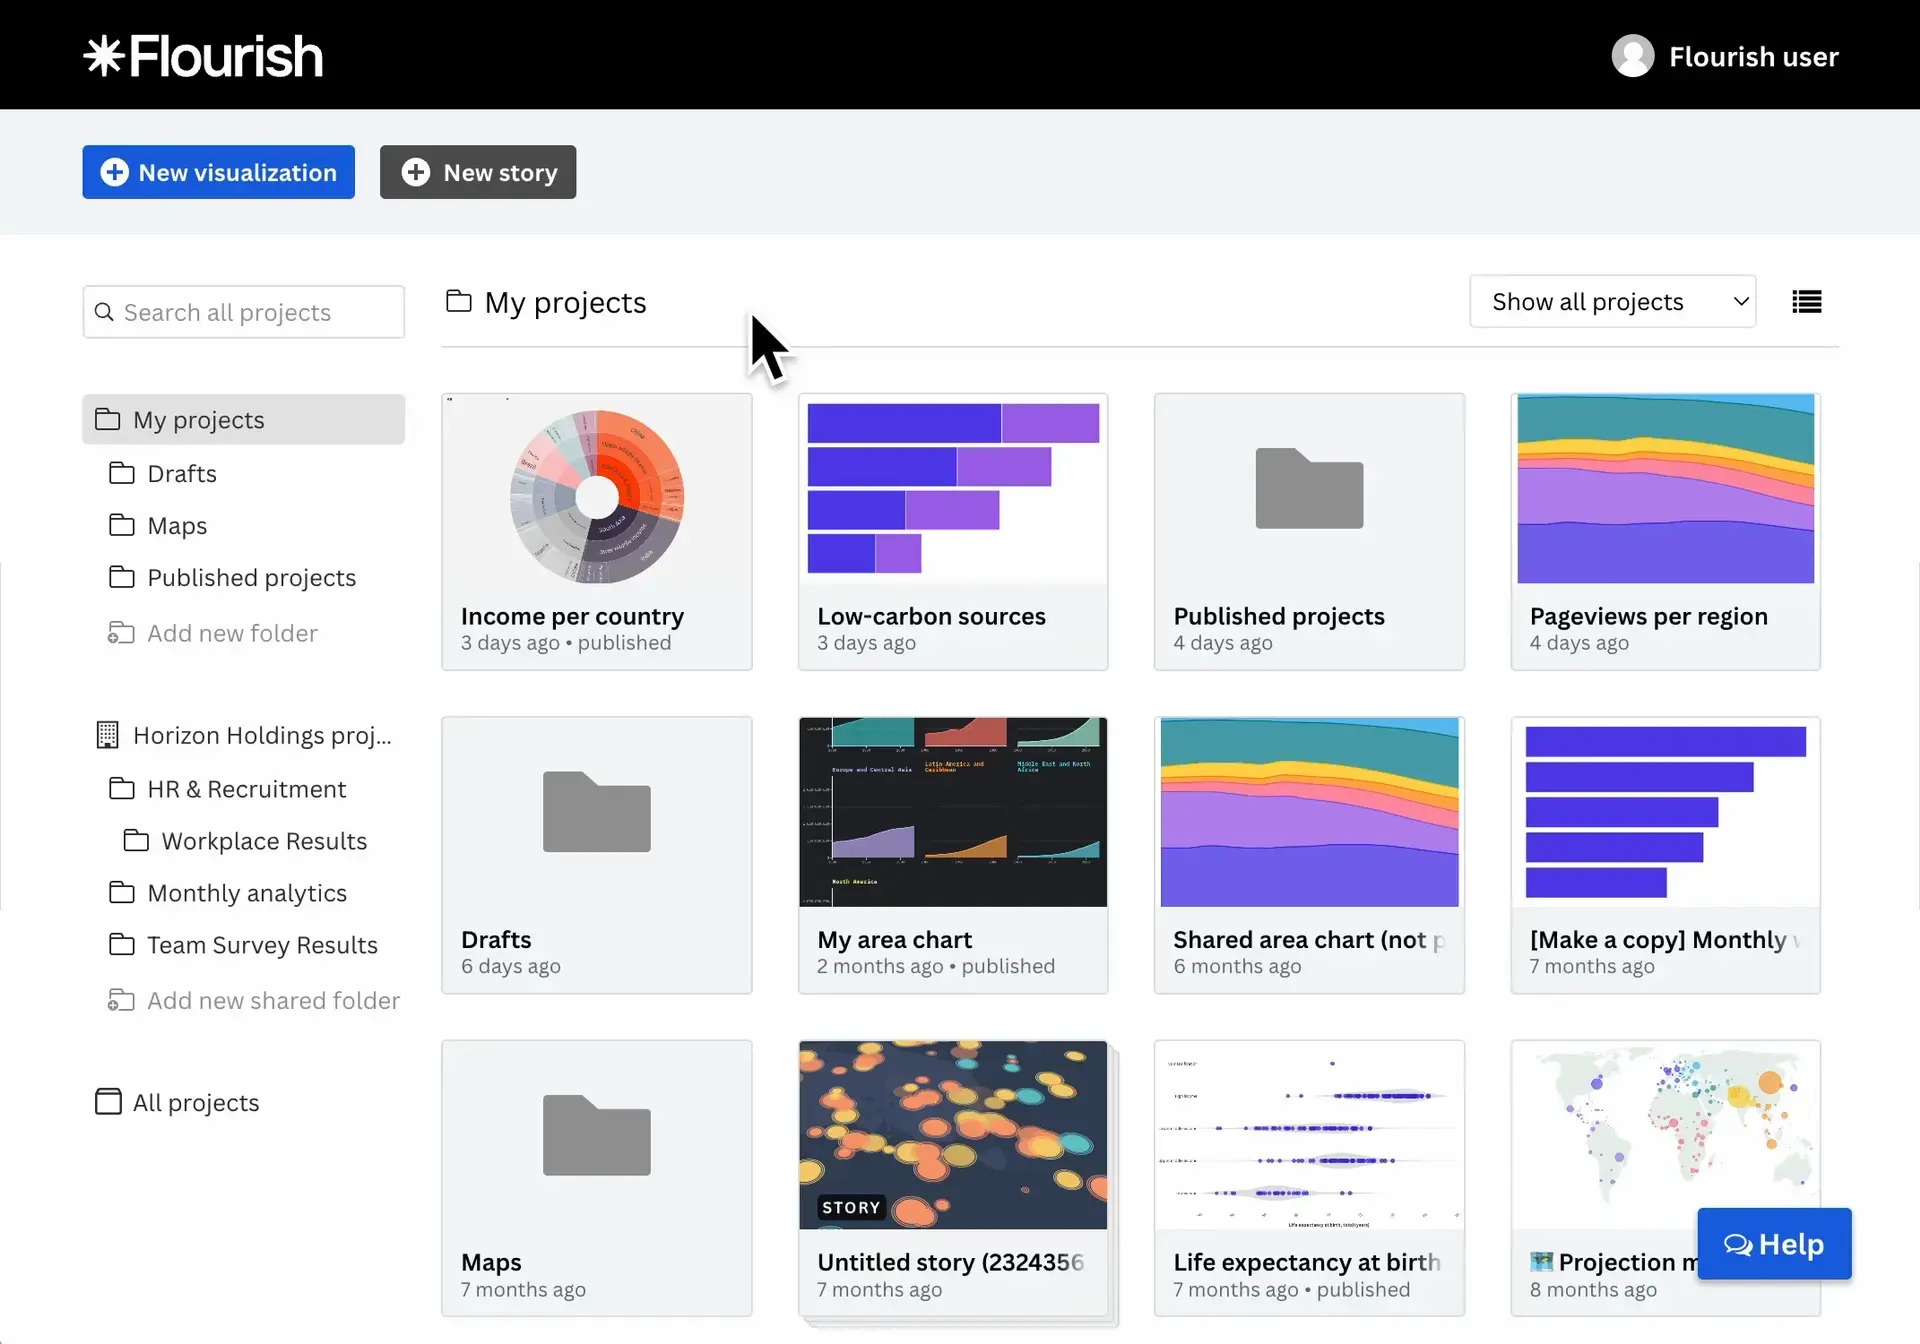 Flourish
Flourish user
New visualization
New story
Search all projects
My projects
Show all projects
My projects
Drafts
Maps
Published projects
Add new folder
Horizon Holdings proj...
HR & Recruitment
Workplace Results
Monthly analytics
Team Survey Results
Add new shared folder
All projects
Income per country
3 days ago • published
Low-carbon sources
3 days ago
Published projects
4 days ago
Pageviews per region
4 days ago
Drafts
6 days ago
Europe and Central Asia
Latin America and
Caribbean
Middle East and North
Africa
North America
My area chart
2 months ago • published
Shared area chart (not p
6 months ago
[Make a copy] Monthly
7 months ago
Maps
7 months ago
STORY
Untitled story (2324356
7 months ago
Life expectancy at birth
7 months ago • published
Projection m
8 months ago
Help